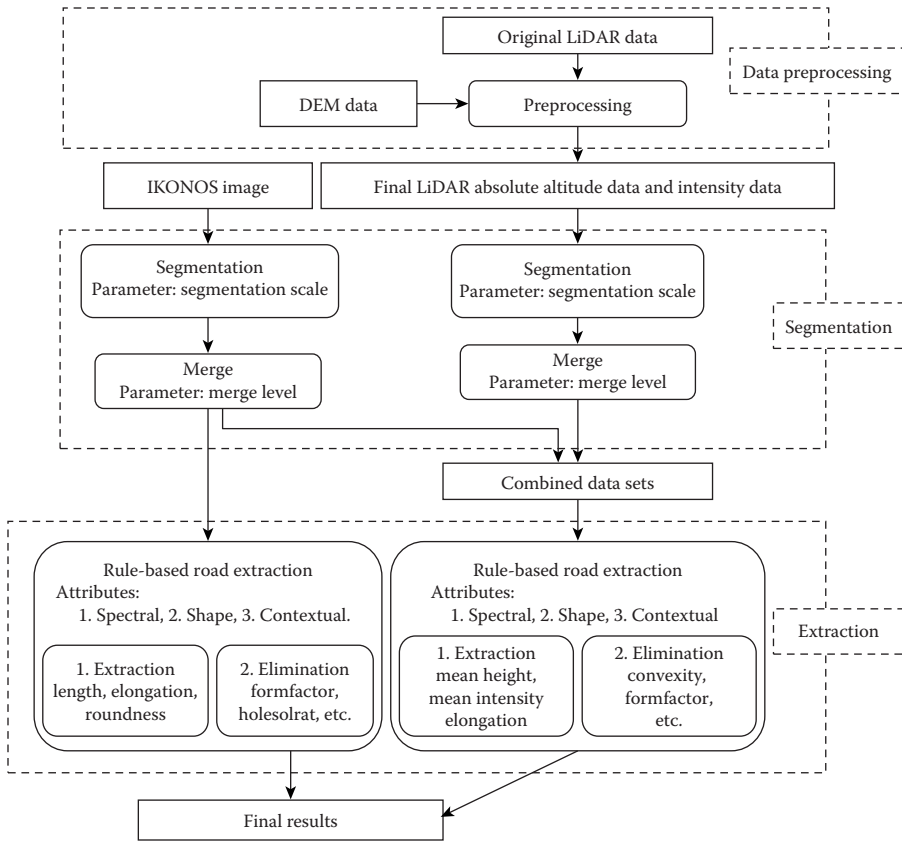 Original LiDAR data
Data preprocessing
DEM data
Preprocessing
IKONOS image
Final LiDAR absolute altitude data and intensity data
Segmentation
Parameter: segmentation scale
Segmentation
Parameter: segmentation scale
Segmentation
Merge
Parameter: merge level
Merge
Parameter: merge level
Combined data sets
Rule-based road extraction
Attributes:
1. Spectral, 2. Shape, 3. Contextual.
1. Extraction
length, elongation,
roundness
2. Elimination
formfactor,
holesolrat, etc.
Rule-based road extraction
Attributes:
1. Spectral, 2. Shape, 3. Contextual
1. Extraction
mean height,
mean intensity
elongation
2. Elimination
convexity,
formfactor,
etc.
Extraction
Final results